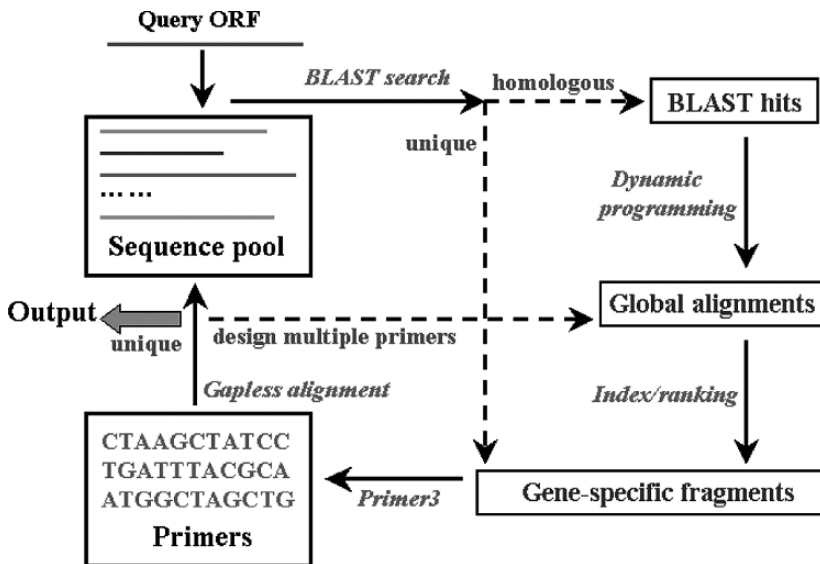 Query ORF
BLAST search
homologous
BLAST hits
unique
Dynamic
programming
... ...
Sequence pool
Output
unique
design multiple primers
Global alignments
Gapless alignment
Index/ranking
CTAAGCTATCC
TGATTTACGCA
ATGGCTAGCTG
Primers
Primer3
Gene-specific fragments